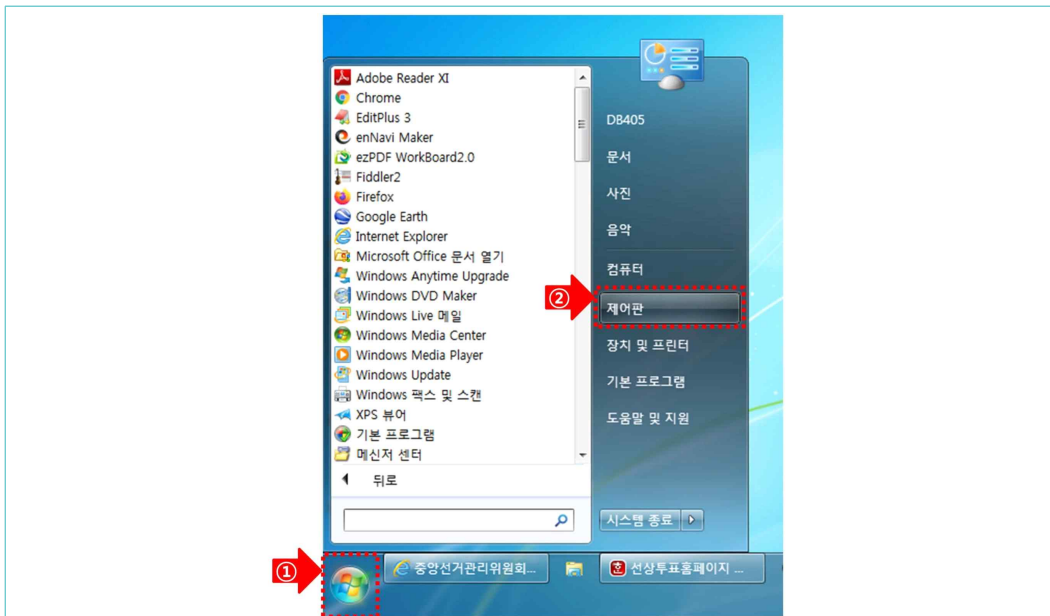 Adobe Reader XI
Chrome
EditPlus 3
enNavi Maker
ezPDF WorkBoard2.0
Fiddler2
Firefox
Google Earth
Internet Explorer
Microsoft Office 문서 열기
Windows Anytime Upgrade
Windows DVD Maker
Windows Live 메일
Windows Media Center
Windows Media Player
Windows Update
Windows 팩스 및 스캔
XPS 뷰어
기본 프로그램
메신저 센터
뒤로
DB405
문서
사진
음악
컴퓨터
②
제어판
장치 및 프린터
기본 프로그램
도움말 및 지원
시스템 종료
①
중앙선거관리위원회...
선상투표홈페이지 ...